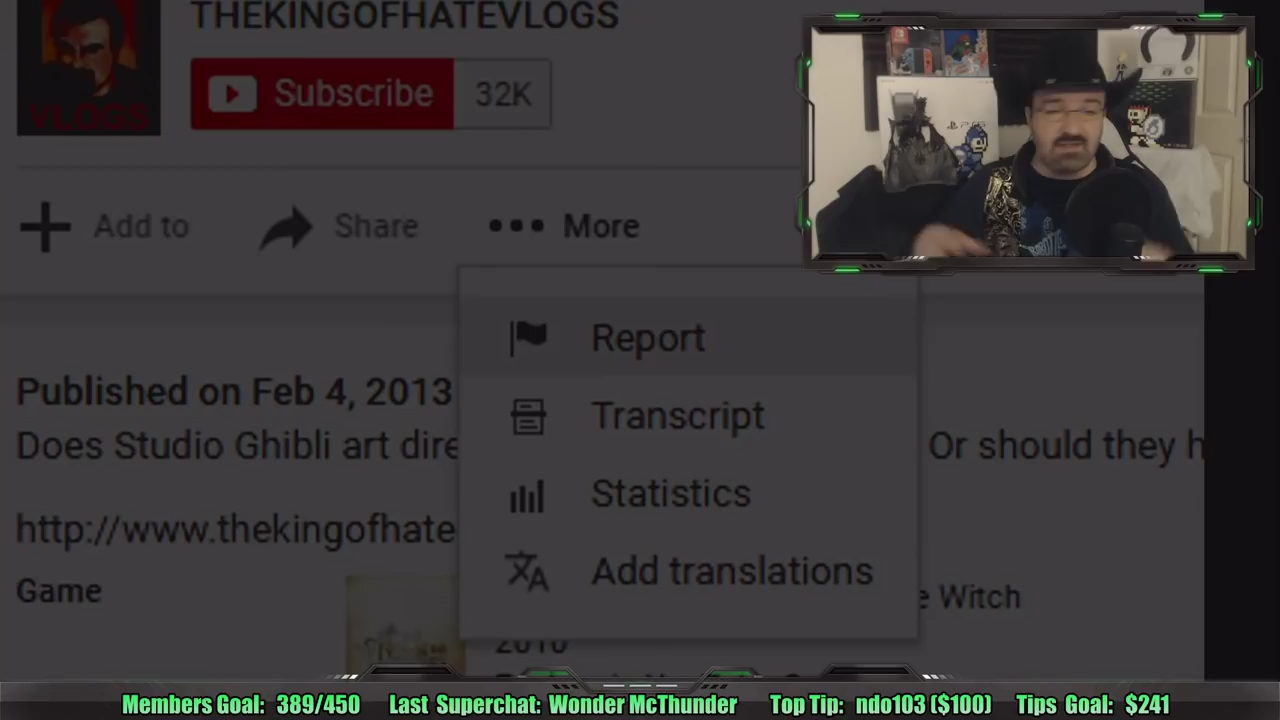 THEKINGOFHATEVLOGS
VLOGS
Subscribe 32K
Add to Share More
Report
Published on Feb 4, 2013
Transcript
Does Studio Ghibli art dire Or should they h
Statistics
http://www.thekingofhate
Add translations
Game
e Witch
2010
Members Goal: 389/450 Last Superchat: Wonder McThunder Top Tip: ndo103 ($100) Tips Goal: $241